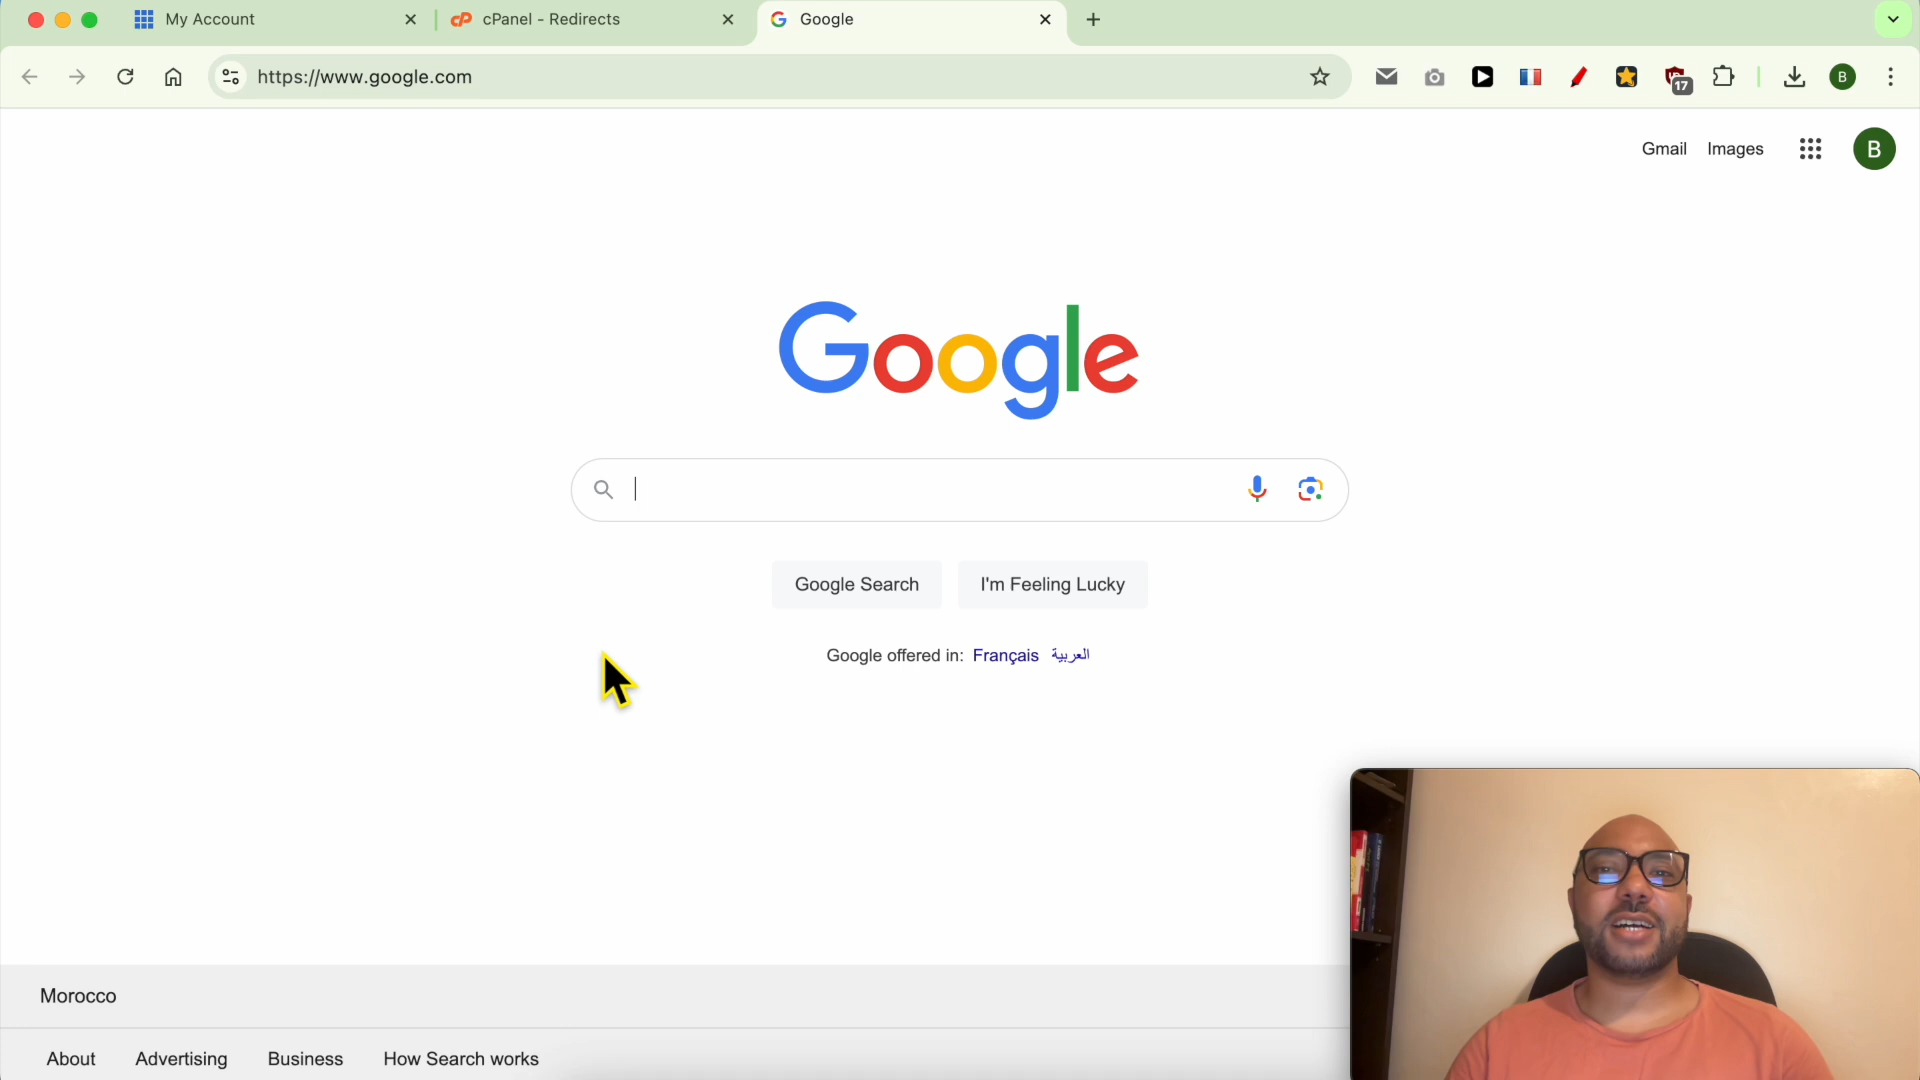 My Account
cPanel - Redirects
Google
https://www.google.com
17
B
Gmail
Images
B
Google
Google Search
I'm Feeling Lucky
Google offered in: Français العربية
Morocco
About
Advertising
Business
How Search works